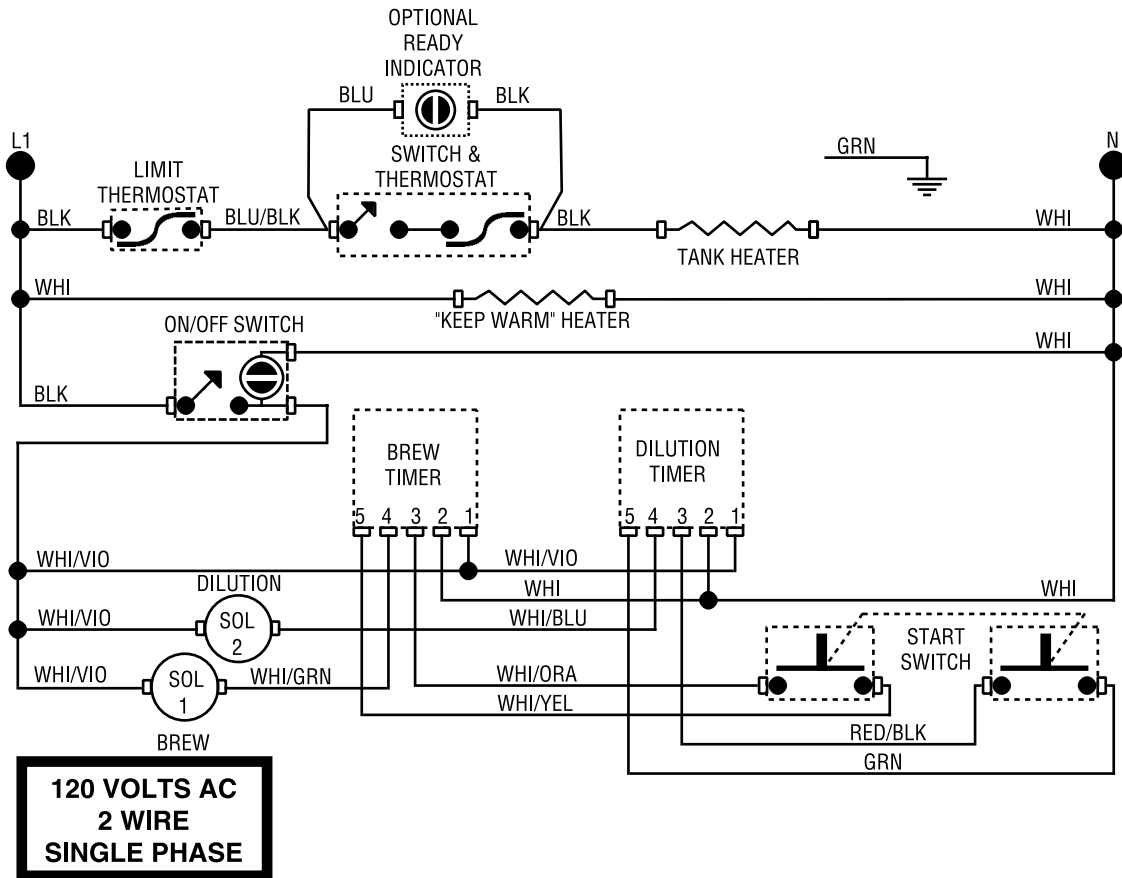 OPTIONAL
READY
INDICATOR
BLU
BLK
L1
N
GRN
LIMIT
THERMOSTAT
SWITCH &
THERMOSTAT
BLK
BLU/BLK
BLK
WHI
TANK HEATER
WHI
WHI
"KEEP WARM" HEATER
ON/OFF SWITCH
WHI
BLK
BREW
TIMER
DILUTION
TIMER
5 4 3 2 1
5 4 3 2 1
WHI/VIO
WHI/VIO
DILUTION
WHI
WHI
WHI/VIO
SOL
2
WHI/BLU
START
SWITCH
WHI/VIO
SOL
1
WHI/GRN
WHI/ORA
WHI/YEL
RED/BLK
BREW
GRN
120 VOLTS AC
2 WIRE
SINGLE PHASE